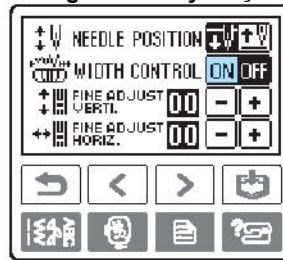 NEEDLE POSITION
WIDTH CONTROL ON OFF
FINE ADJUST VERTI. 00 - +
FINE ADJUST HORIZ. 00 - +